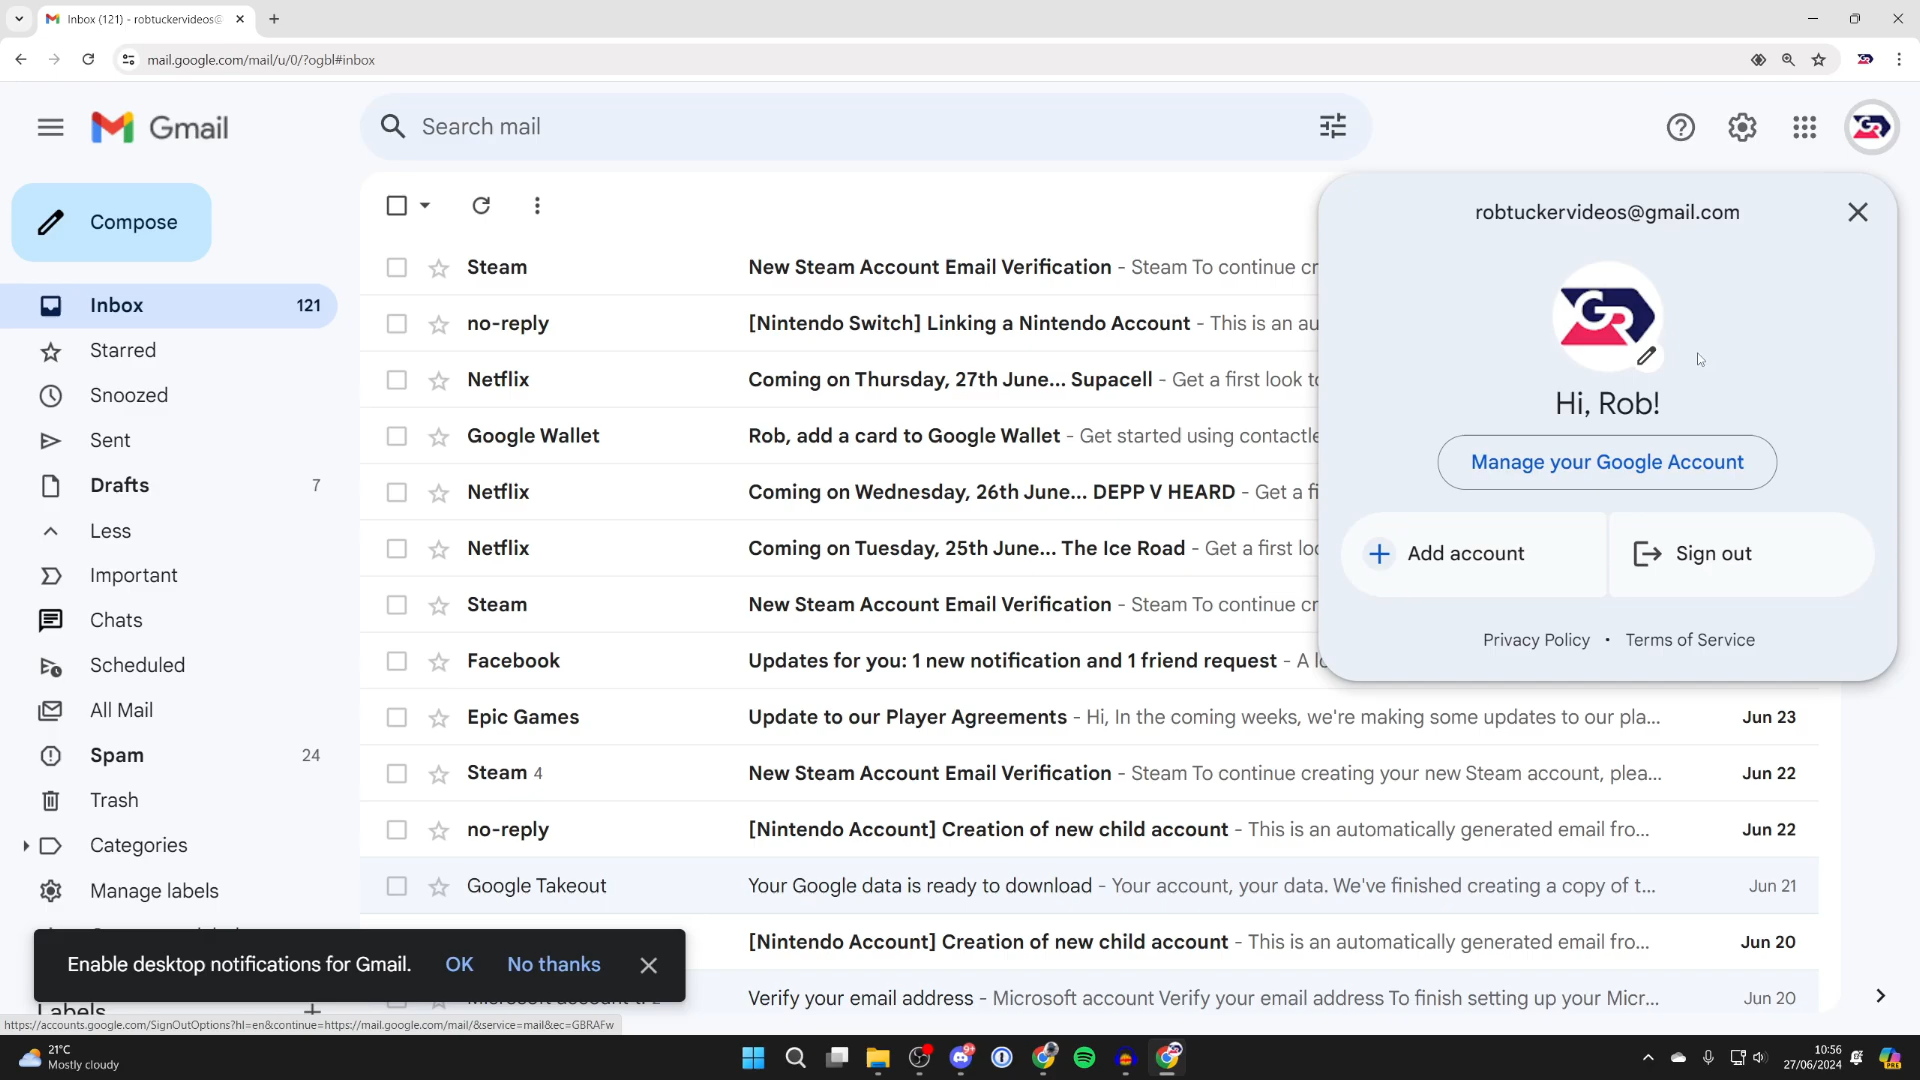 Inbox (121) - robtuckervideos@
mail.google.com/mail/u/0/?ogbl#inbox
Gmail
Search mail
Compose
Inbox 121
Starred
Snoozed
Sent
Drafts 7
Less
Important
Chats
Scheduled
All Mail
Spam 24
Trash
Categories
Manage labels
Labels
Steam New Steam Account Email Verification - Steam To continue cr
no-reply [Nintendo Switch] Linking a Nintendo Account - This is an au
Netflix Coming on Thursday, 27th June... Supacell - Get a first look to
Google Wallet Rob, add a card to Google Wallet - Get started using contactle
Netflix Coming on Wednesday, 26th June... DEPP V HEARD - Get a fi
Netflix Coming on Tuesday, 25th June... The Ice Road - Get a first loo
Steam New Steam Account Email Verification - Steam To continue cr
Facebook Updates for you: 1 new notification and 1 friend request - A lo
Epic Games Update to our Player Agreements - Hi, In the coming weeks, we're making some updates to our pla... Jun 23
Steam 4 New Steam Account Email Verification - Steam To continue creating your new Steam account, plea... Jun 22
no-reply [Nintendo Account] Creation of new child account - This is an automatically generated email fro... Jun 22
Google Takeout Your Google data is ready to download - Your account, your data. We've finished creating a copy of t... Jun 21
[Nintendo Account] Creation of new child account - This is an automatically generated email fro... Jun 20
Verify your email address - Microsoft account Verify your email address To finish setting up your Micr... Jun 20
robtuckervideos@gmail.com
GR
Hi, Rob!
Manage your Google Account
Add account
Sign out
Privacy Policy • Terms of Service
Enable desktop notifications for Gmail. OK No thanks
https://accounts.google.com/SignOutOptions?hl=en&continue=https://mail.google.com/mail/&service=mail&ec=GBRAFw
21°C
Mostly cloudy
9+
PRE
10:56
27/06/2024